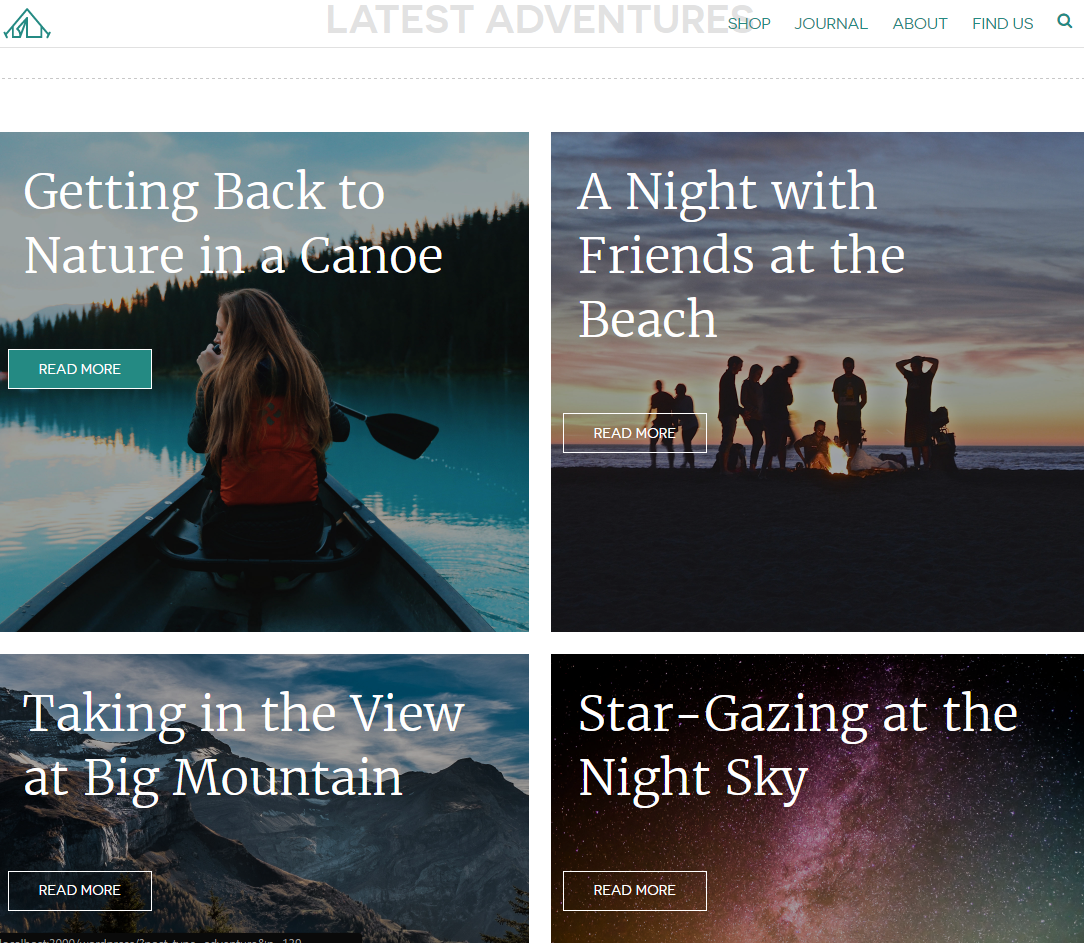 LATEST ADVENTURES
SHOP JOURNAL ABOUT FIND US
Getting Back to
Nature in a Canoe
READ MORE
A Night with
Friends at the
Beach
READ MORE
Taking in the View
at Big Mountain
READ MORE
Star-Gazing at the
Night Sky
READ MORE